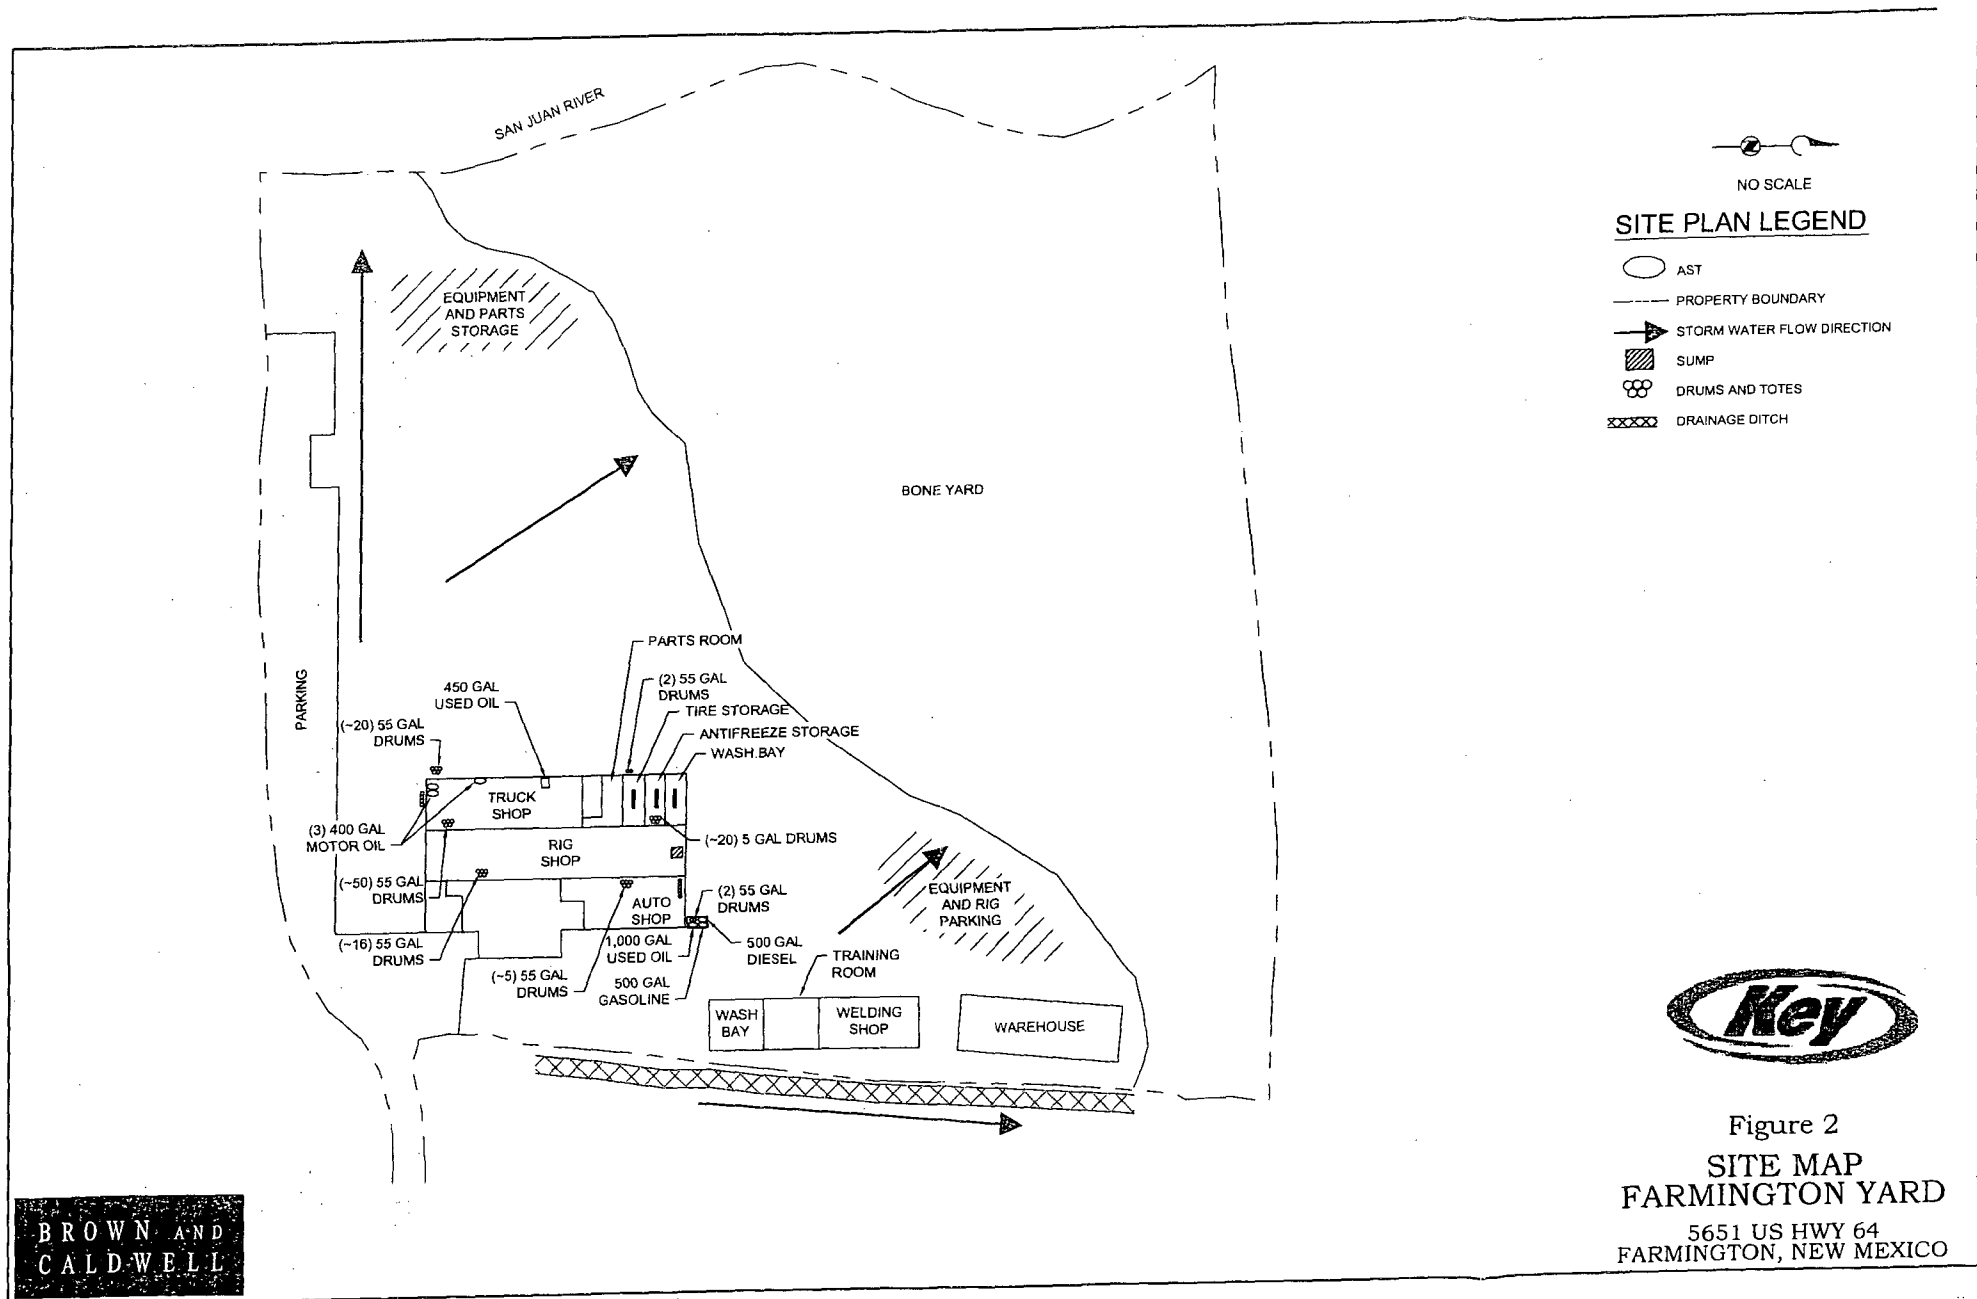 SAN JUAN RIVER
NO SCALE
SITE PLAN LEGEND
AST
PROPERTY BOUNDARY
STORM WATER FLOW DIRECTION
SUMP
DRUMS AND TOTES
DRAINAGE DITCH
EQUIPMENT
AND PARTS
STORAGE
BONE YARD
PARKING
PARTS ROOM
(2) 55 GAL
DRUMS
TIRE STORAGE
ANTIFREEZE STORAGE
WASH BAY
450 GAL
USED OIL
(~20) 55 GAL
DRUMS
TRUCK
SHOP
(3) 400 GAL
MOTOR OIL
RIG
SHOP
(~20) 5 GAL DRUMS
(~50) 55 GAL
DRUMS
AUTO
SHOP
(2) 55 GAL
DRUMS
(~16) 55 GAL
DRUMS
1,000 GAL
USED OIL
500 GAL
DIESEL
(~5) 55 GAL
DRUMS
500 GAL
GASOLINE
EQUIPMENT
AND RIG
PARKING
TRAINING
ROOM
WASH
BAY
WELDING
SHOP
WAREHOUSE
Key
Figure 2
SITE MAP
FARMINGTON YARD
5651 US HWY 64
FARMINGTON, NEW MEXICO
BROWN AND
CALDWELL